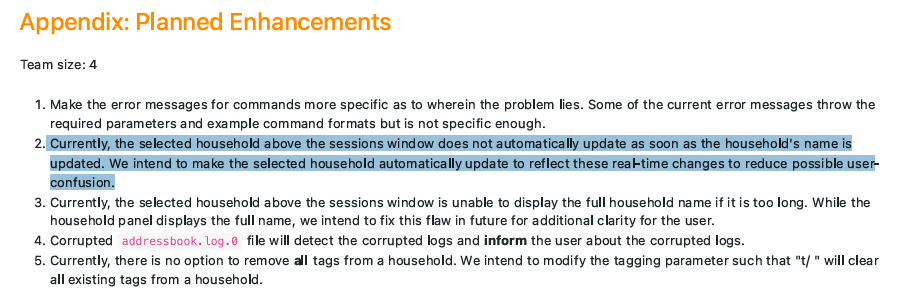 Appendix: Planned Enhancements
Team size: 4
1. Make the error messages for commands more specific as to wherein the problem lies. Some of the current error messages throw the
required parameters and example command formats but is not specific enough.
2. Currently, the selected household above the sessions window does not automatically update as soon as the household's name is
updated. We intend to make the selected household automatically update to reflect these real-time changes to reduce possible user-
confusion.
3. Currently, the selected household above the sessions window is unable to display the full household name if it is too long. While the
household panel displays the full name, we intend to fix this flaw in future for additional clarity for the user.
4. Corrupted addressbook.log.0 file will detect the corrupted logs and inform the user about the corrupted logs.
5. Currently, there is no option to remove all tags from a household. We intend to modify the tagging parameter such that "t/ " will clear
all existing tags from a household.